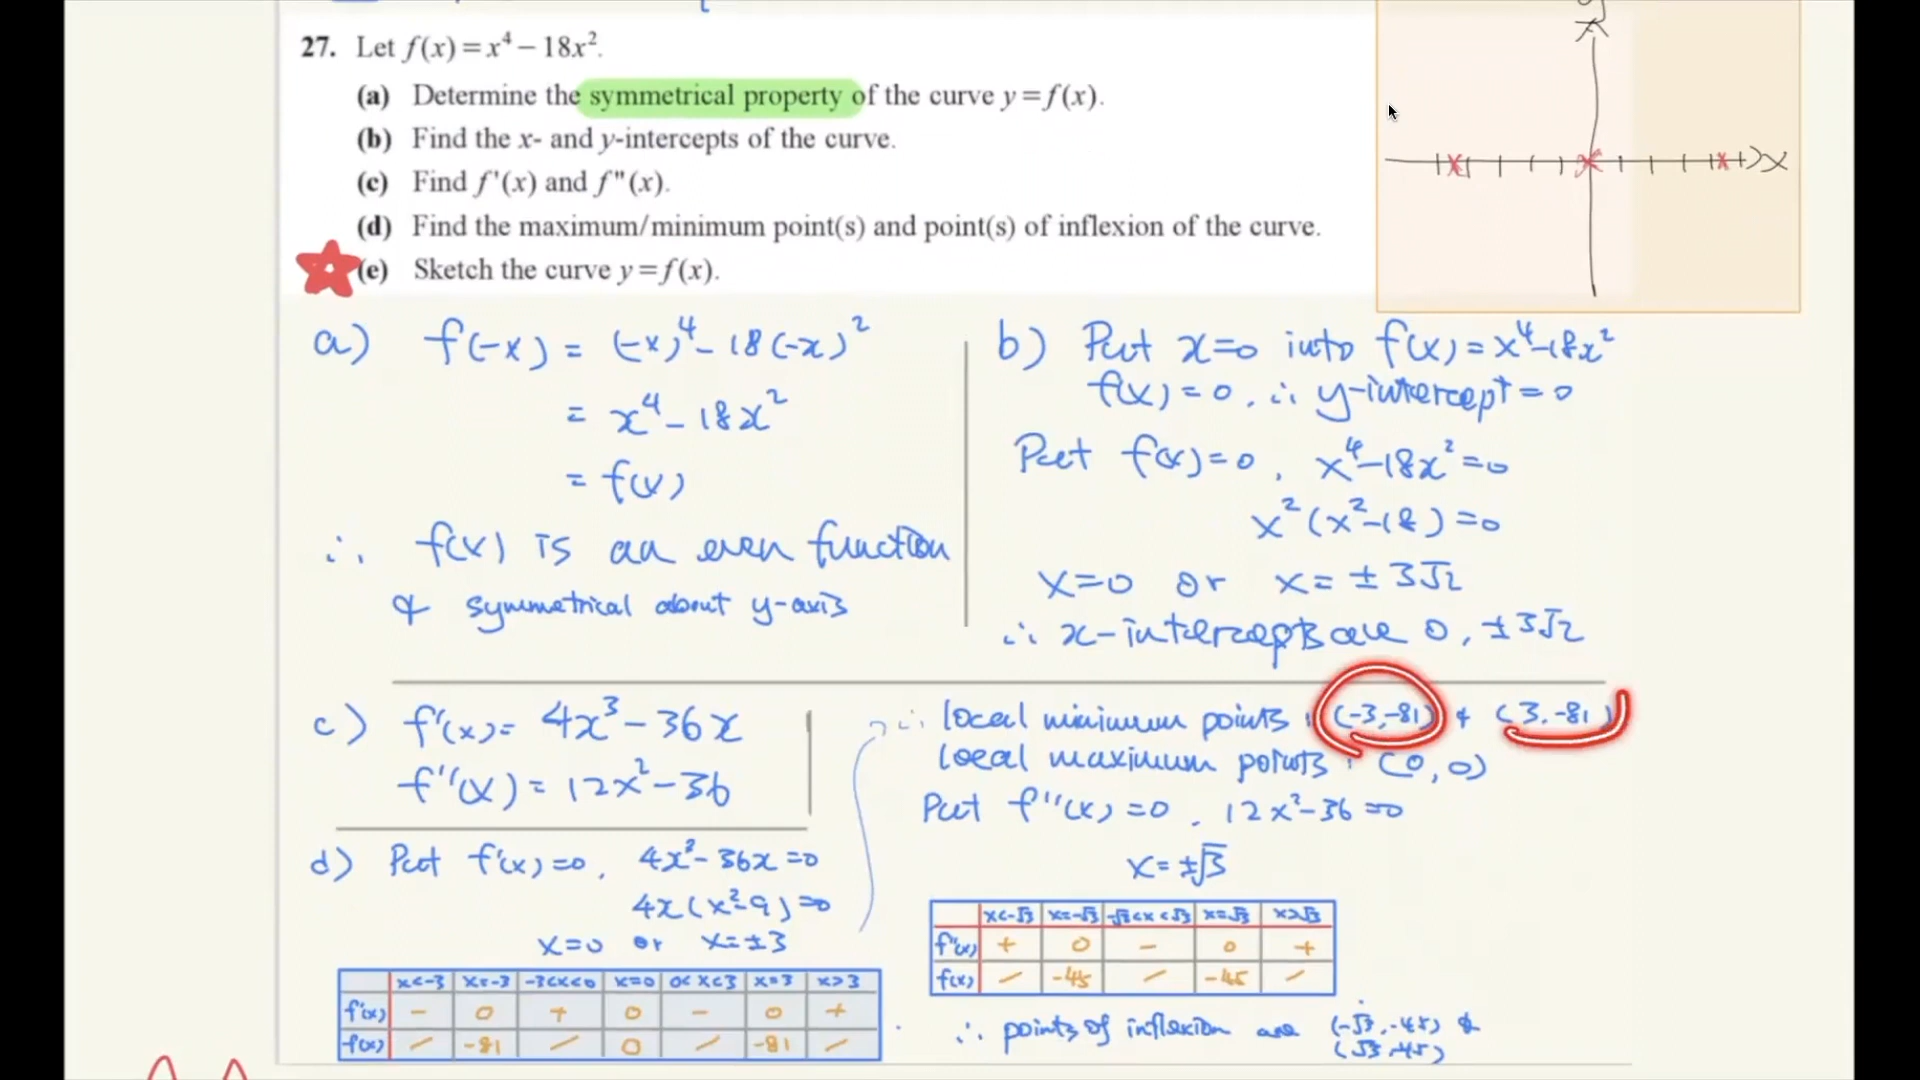 27. Let f(x) = x⁴ – 18x².
(a) Determine the symmetrical property of the curve y = f(x).
(b) Find the x- and y-intercepts of the curve.
(c) Find f'(x) and f"(x).
(d) Find the maximum/minimum point(s) and point(s) of inflexion of the curve.
(e) Sketch the curve y = f(x).
x
a) f(-x) = (-x)⁴ - 18(-x)²
= x⁴ - 18x²
= f(x)
∴ f(x) is an even function
& symmetrical about y-axis
b) Put x=0 into f(x) = x⁴-18x²
f(x) = 0, ∴ y-intercept = 0
Put f(x)=0, x⁴-18x²=0
x²(x²-18)=0
x=0 or x=±3√2
∴ x-intercepts are 0, ±3√2
c) f'(x)= 4x³-36x
f''(x) = 12x²-36
d) Put f'(x)=0, 4x³-36x=0
4x(x²-9)=0
x=0 or x=±3
x<-3 x=-3 -3<x<0 x=0 0<x<3 x=3 x>3
f'(x) - 0 + 0 - 0 +
f(x) / -81 / 0 / -81 /
∴ local minimum points : (-3,-81) & (3,-81)
local maximum points : (0,0)
Put f''(x)=0, 12x²-36=0
x=±√3
x<-√3 x=-√3 -√3<x<√3 x=√3 x>√3
f''(x) + 0 - 0 +
f(x) / -45 / -45 /
∴ points of inflexion are (-√3,-45) &
(√3,-45)